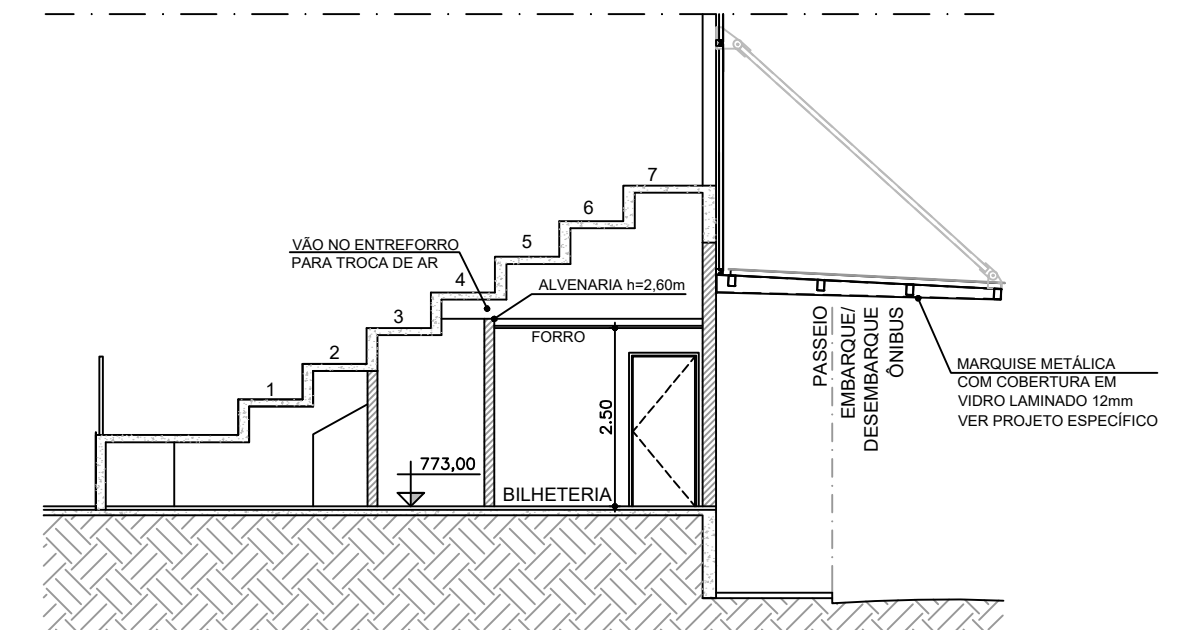 7
6
5
4
3
2
1
VÃO NO ENTREFORRO
PARA TROCA DE AR
ALVENARIA h=2,60m
FORRO
2.50
773,00
BILHETERIA
PASSEIO
EMBARQUE/
DESEMBARQUE
ÔNIBUS
MARQUISE METÁLICA
COM COBERTURA EM
VIDRO LAMINADO 12mm
VER PROJETO ESPECÍFICO